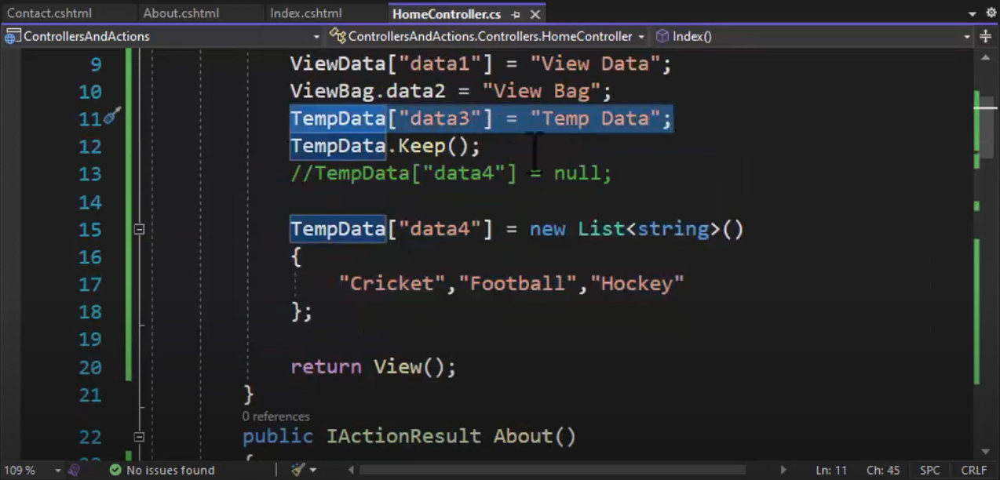 Contact.cshtml About.cshtml Index.cshtml HomeController.cs
ControllersAndActions ControllersAndActions.Controllers.HomeController Index()
9 ViewData["data1"] = "View Data";
10 ViewBag.data2 = "View Bag";
11 TempData["data3"] = "Temp Data";
12 TempData.Keep();
13 //TempData["data4"] = null;
14
15 TempData["data4"] = new List<string>()
16 {
17 "Cricket","Football","Hockey"
18 };
19
20 return View();
21 }
0 references
22 public IActionResult About()
109 % No issues found Ln: 11 Ch: 45 SPC CRLF